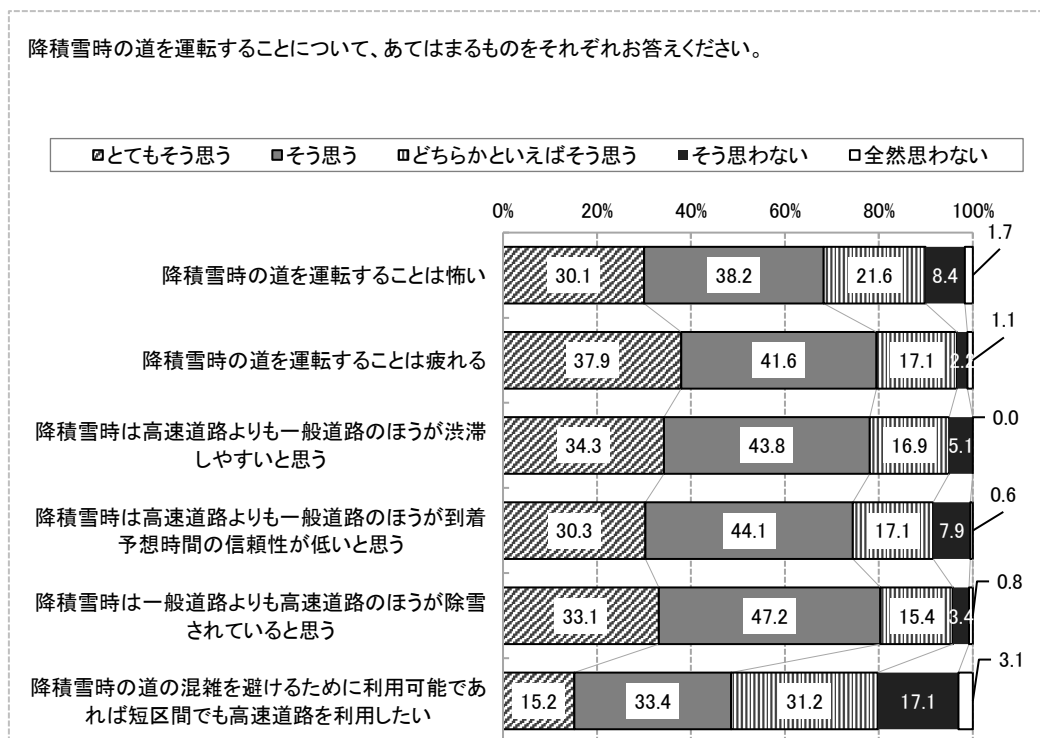 降積雪時の道を運転することについて、あてはまるものをそれぞれお答えください。
とてもそう思う そう思う どちらかといえばそう思う そう思わない 全然思わない
0% 20% 40% 60% 80% 100%
降積雪時の道を運転することは怖い
30.1 38.2 21.6 8.4 1.7
降積雪時の道を運転することは疲れる
37.9 41.6 17.1 2.2 1.1
降積雪時は高速道路よりも一般道路のほうが渋滞
しやすいと思う
34.3 43.8 16.9 5.1 0.0
降積雪時は高速道路よりも一般道路のほうが到着
予想時間の信頼性が低いと思う
30.3 44.1 17.1 7.9 0.6
降積雪時は一般道路よりも高速道路のほうが除雪
されていると思う
33.1 47.2 15.4 3.4 0.8
降積雪時の道の混雑を避けるために利用可能であ
れば短区間でも高速道路を利用したい
15.2 33.4 31.2 17.1 3.1